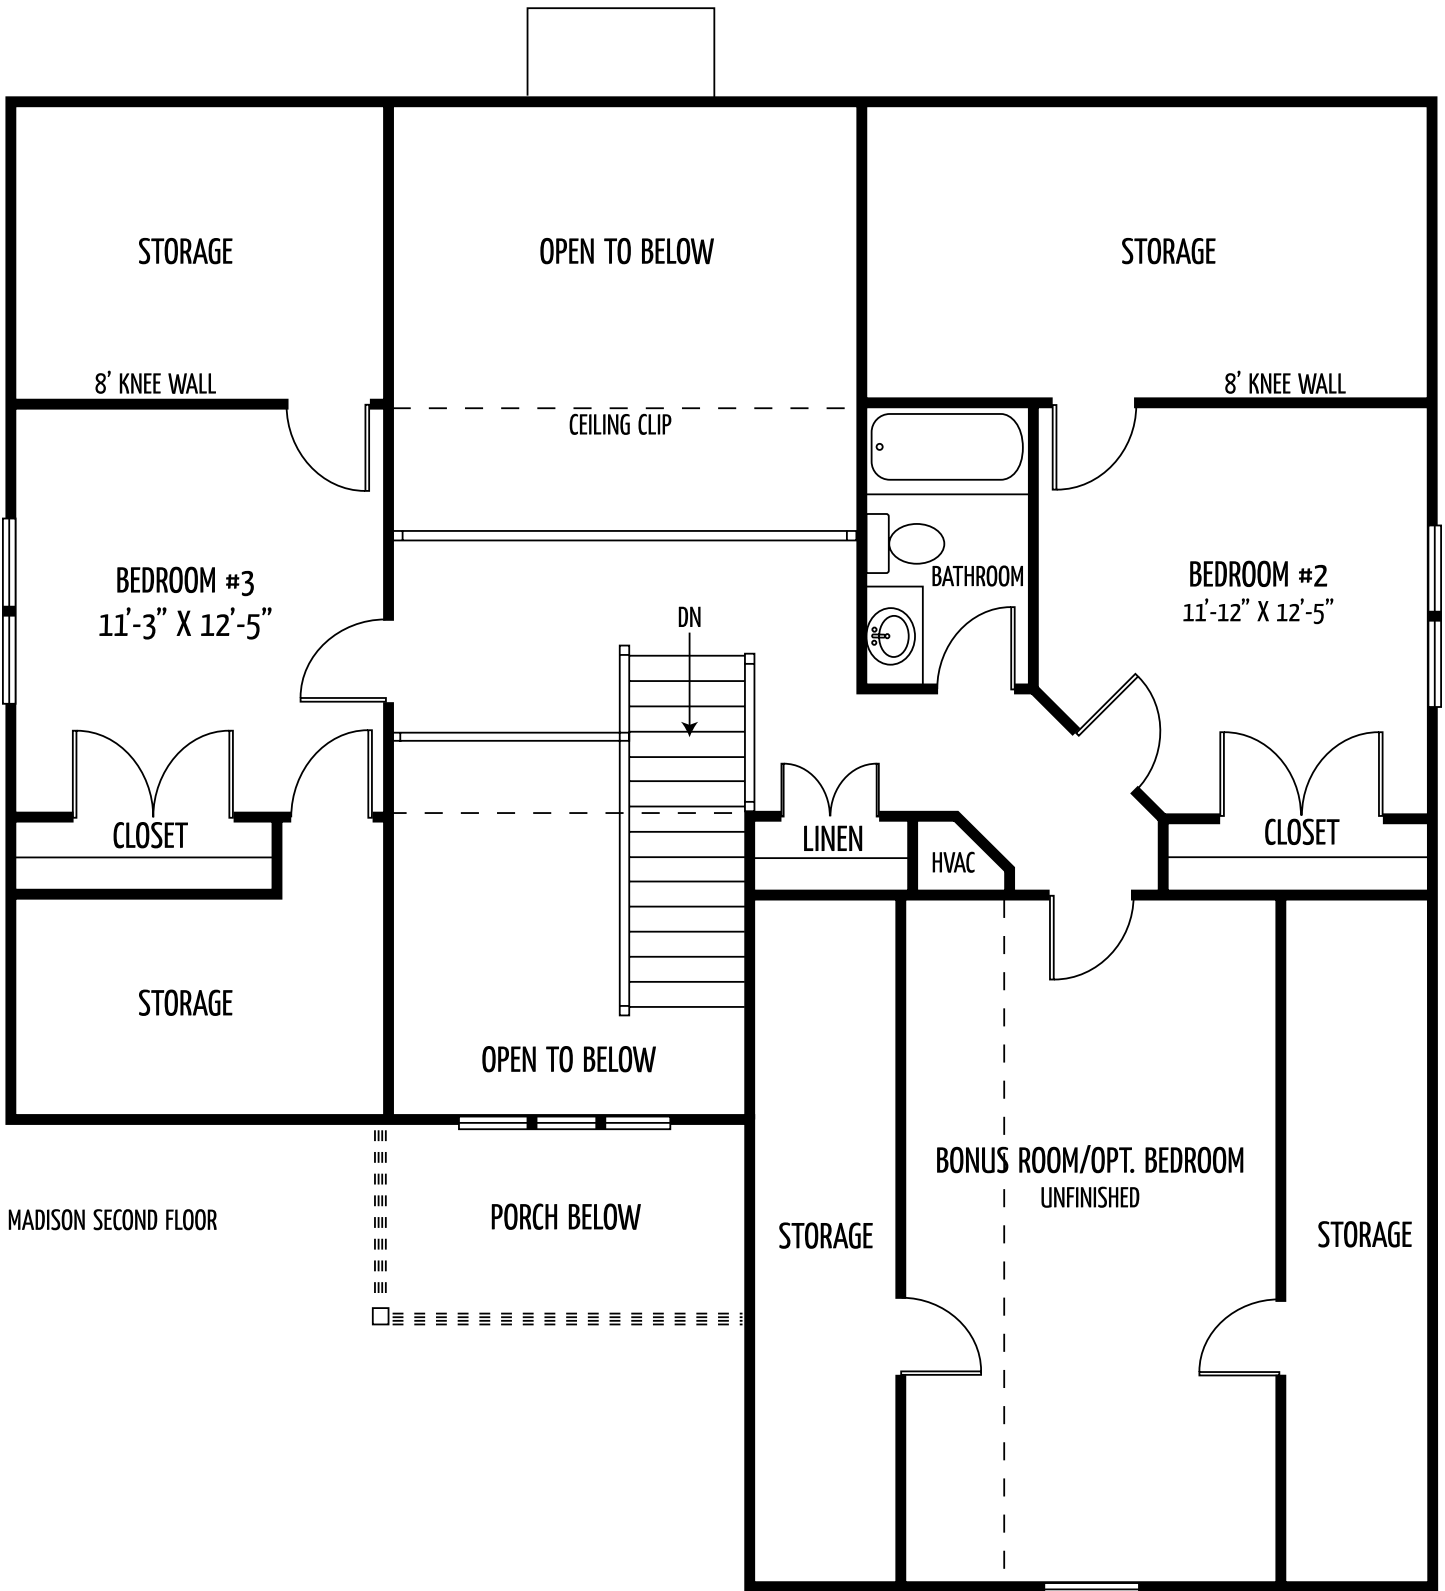 STORAGE
OPEN TO BELOW
STORAGE
8' KNEE WALL
8' KNEE WALL
CEILING CLIP
BEDROOM #3
11'-3" X 12'-5"
BATHROOM
BEDROOM #2
11'-12" X 12'-5"
DN
CLOSET
LINEN
HVAC
CLOSET
STORAGE
OPEN TO BELOW
BONUS ROOM/OPT. BEDROOM
UNFINISHED
MADISON SECOND FLOOR
PORCH BELOW
STORAGE
STORAGE